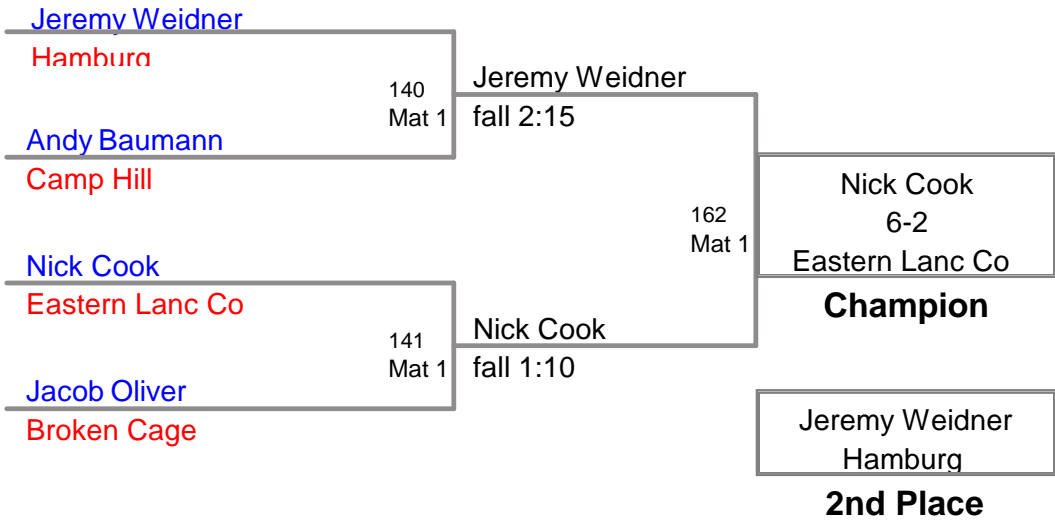 Jeremy Weidner
Hamburg
140
Mat 1
Jeremy Weidner
fall 2:15
Andy Baumann
Camp Hill
Nick Cook
6-2
Eastern Lanc Co
Champion
162
Mat 1
Nick Cook
Eastern Lanc Co
141
Mat 1
Nick Cook
fall 1:10
Jacob Oliver
Broken Cage
Jeremy Weidner
Hamburg
2nd Place